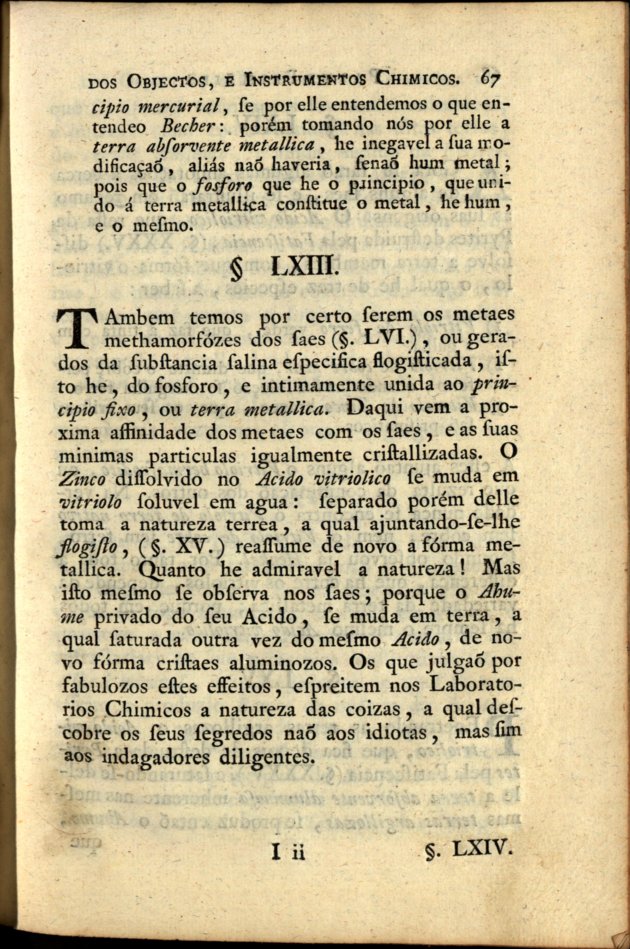 DOS OBJECTOS, E INSTRUMENTOS CHIMICOS. 67
cipio mercurial, ſe por elle entendemos o que en-
tendeo Becher: porém tomando nós por elle a
terra abſorvente metallica, he inegavel a ſua mo-
dificaçaõ, aliás naõ haveria, ſenaõ hum metal;
pois que o foſforo que he o principio, que uni-
do á terra metallica conſtitue o metal, he hum,
e o meſmo.
§ LXIII.
TAmbem temos por certo ſerem os metaes
methamorfózes dos ſaes (§. LVI.), ou gera-
dos da ſubſtancia ſalina eſpecifica flogiſticada, iſ-
to he, do fosforo, e intimamente unida ao prin-
cipio fixo, ou terra metallica. Daqui vem a pro-
xima affinidade dos metaes com os ſaes, e as ſuas
minimas particulas igualmente criſtallizadas. O
Zinco diſſolvido no Acido vitriolico ſe muda em
vitriolo ſoluvel em agua: ſeparado porém delle
toma a natureza terrea, a qual ajuntando-ſe-lhe
flogiſto, (§. XV.) reaſſume de novo a fórma me-
tallica. Quanto he admiravel a natureza! Mas
iſto meſmo ſe obſerva nos ſaes; porque o Ahu-
me privado do ſeu Acido, ſe muda em terra, a
qual ſaturada outra vez do meſmo Acido, de no-
vo fórma criſtaes aluminozos. Os que julgaõ por
fabulozos eſtes effeitos, eſpreitem nos Laborato-
rios Chimicos a natureza das coizas, a qual deſ-
cobre os ſeus ſegredos naõ aos idiotas, mas ſim
aos indagadores diligentes.
I ii §. LXIV.